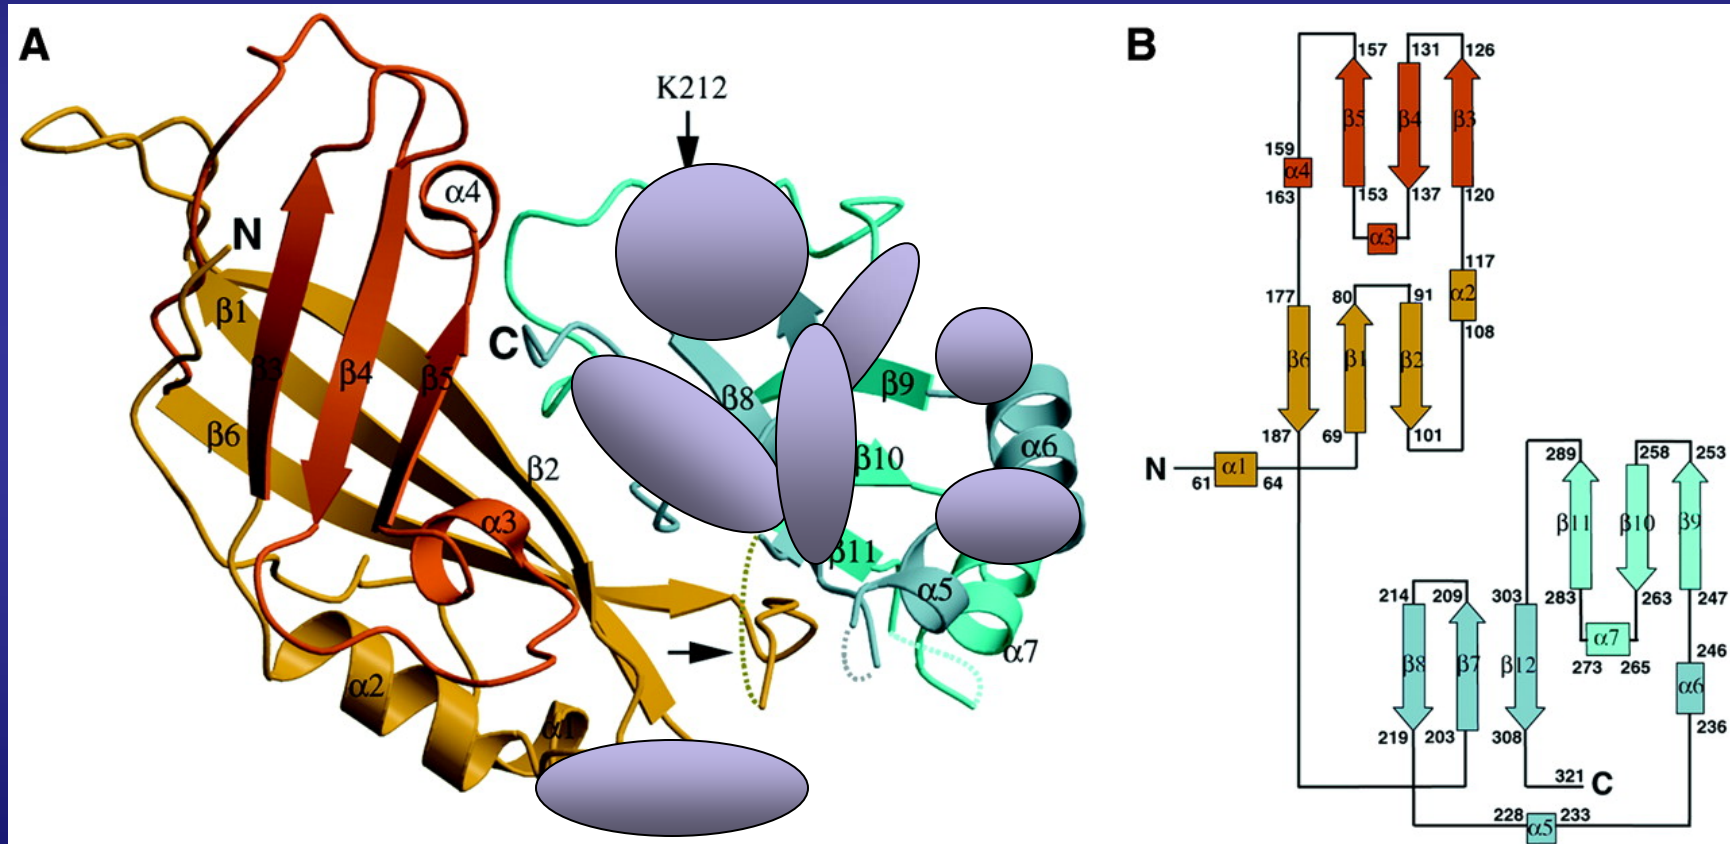 A
K212
α4
N
β1
β3
β4
β5
C
β8
β9
β6
β2
β10
α6
α3
β11
α5
α7
α2
α1
B
157 131 126
β5 β4 β3
159
α4
163 153 137 120
α3
117
α2
108
177 80 91
β6 β1 β2
187 69 101
N α1
61 64
289 258 253
β11 β10 β9
283 263 247
α7
273 265
246
α6
236
214 209 303
β8 β7 β12
219 203 308
321 C
228 233
α5